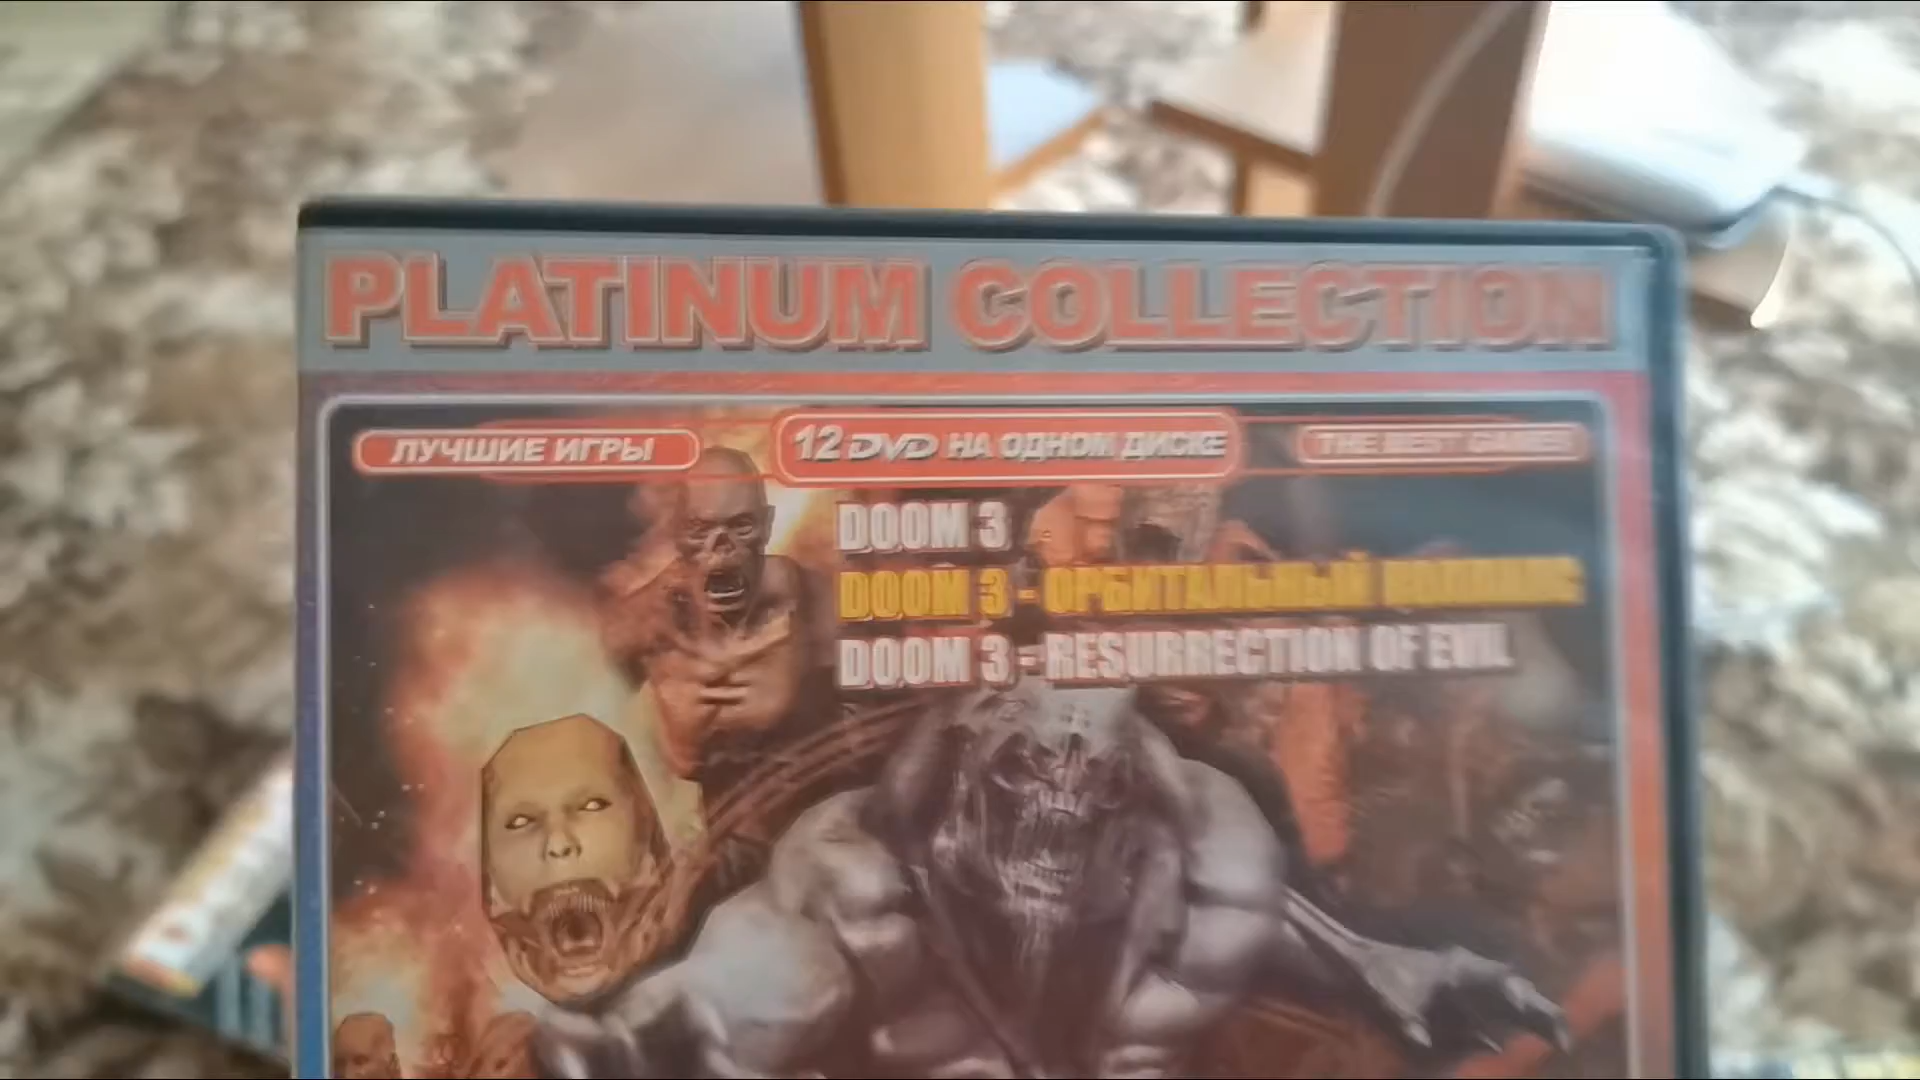 PLATINUM COLLECTION
ЛУЧШИЕ ИГРЫ
12 DVD НА ОДНОМ ДИСКЕ
THE BEST GAMES
DOOM 3
DOOM 3 - ОРБИТАЛЬНЫЙ
DOOM 3 - RESURRECTION OF EVIL